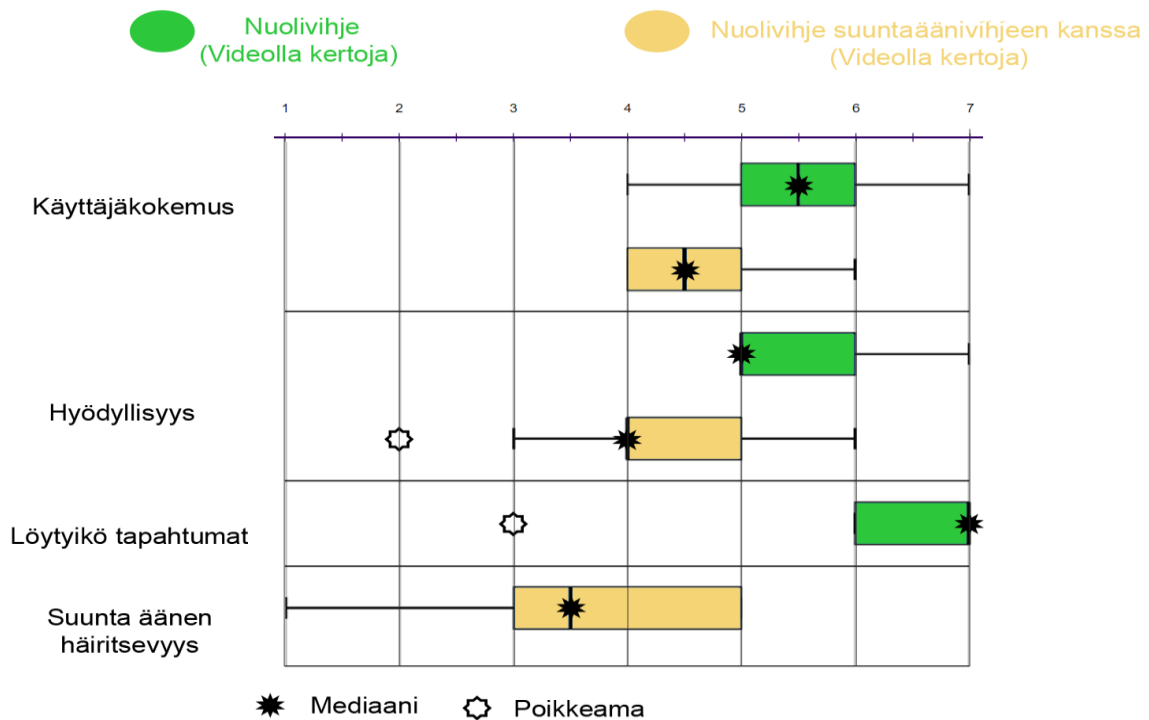 Nuolivihje
(Videolla kertoja)
Nuolivihje suuntaäänivihjeen kanssa
(Videolla kertoja)
1 2 3 4 5 6 7
Käyttäjäkokemus
Hyödyllisyys
Löytyikö tapahtumat
Suunta äänen
häiritsevyys
Mediaani Poikkeama